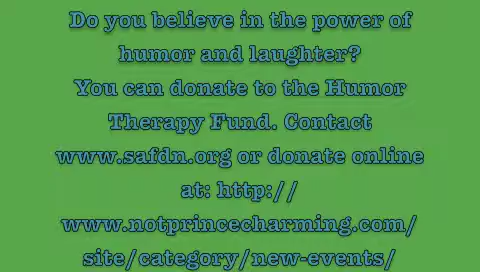 Do you believe in the power of
humor and laughter?
You can donate to the Humor
Therapy Fund. Contact
www.safdn.org or donate online
at: http://
www.notprincecharming.com/
site/category/new-events/